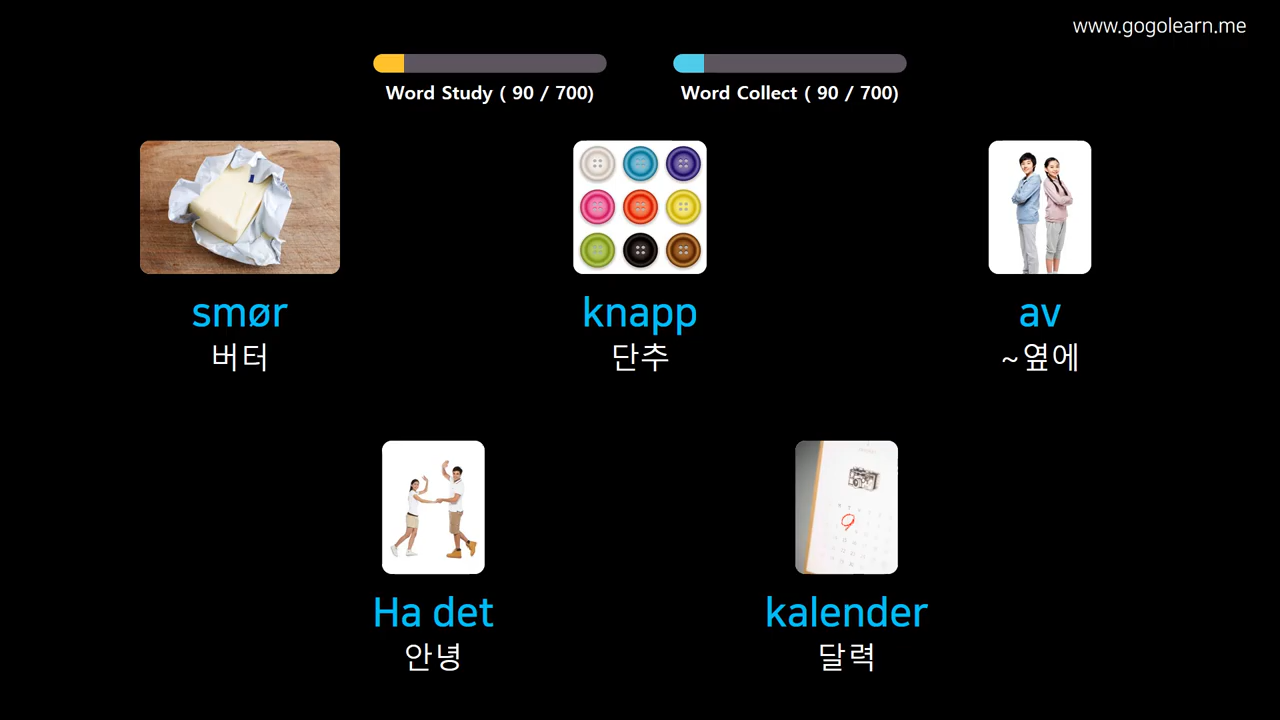 www.gogolearn.me
Word Study ( 90 / 700)
Word Collect ( 90 / 700)
smør
버터
knapp
단추
av
~옆에
Ha det
안녕
kalender
달력
9